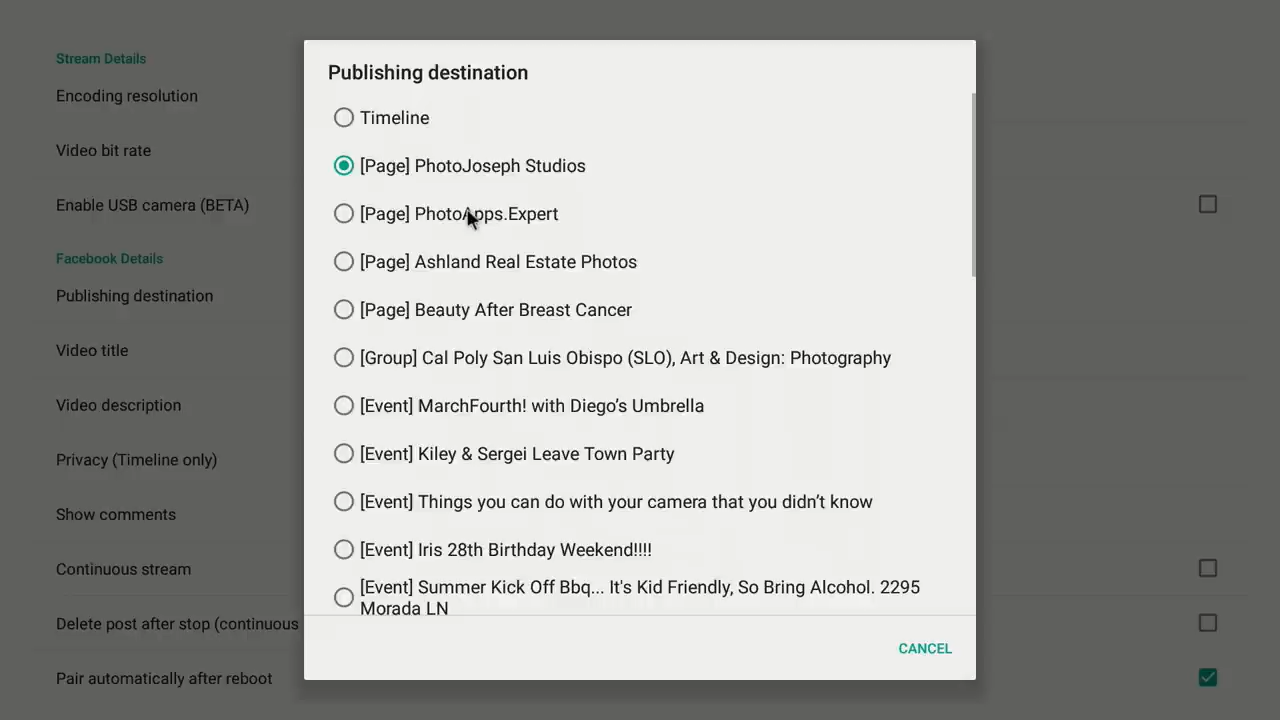 Stream Details
Encoding resolution
Video bit rate
Enable USB camera (BETA)
Facebook Details
Publishing destination
Video title
Video description
Privacy (Timeline only)
Show comments
Continuous stream
Delete post after stop (continuous
Pair automatically after reboot
Publishing destination
Timeline
[Page] PhotoJoseph Studios
[Page] PhotoApps.Expert
[Page] Ashland Real Estate Photos
[Page] Beauty After Breast Cancer
[Group] Cal Poly San Luis Obispo (SLO), Art & Design: Photography
[Event] MarchFourth! with Diego’s Umbrella
[Event] Kiley & Sergei Leave Town Party
[Event] Things you can do with your camera that you didn’t know
[Event] Iris 28th Birthday Weekend!!!!
[Event] Summer Kick Off Bbq... It's Kid Friendly, So Bring Alcohol. 2295
Morada LN
CANCEL